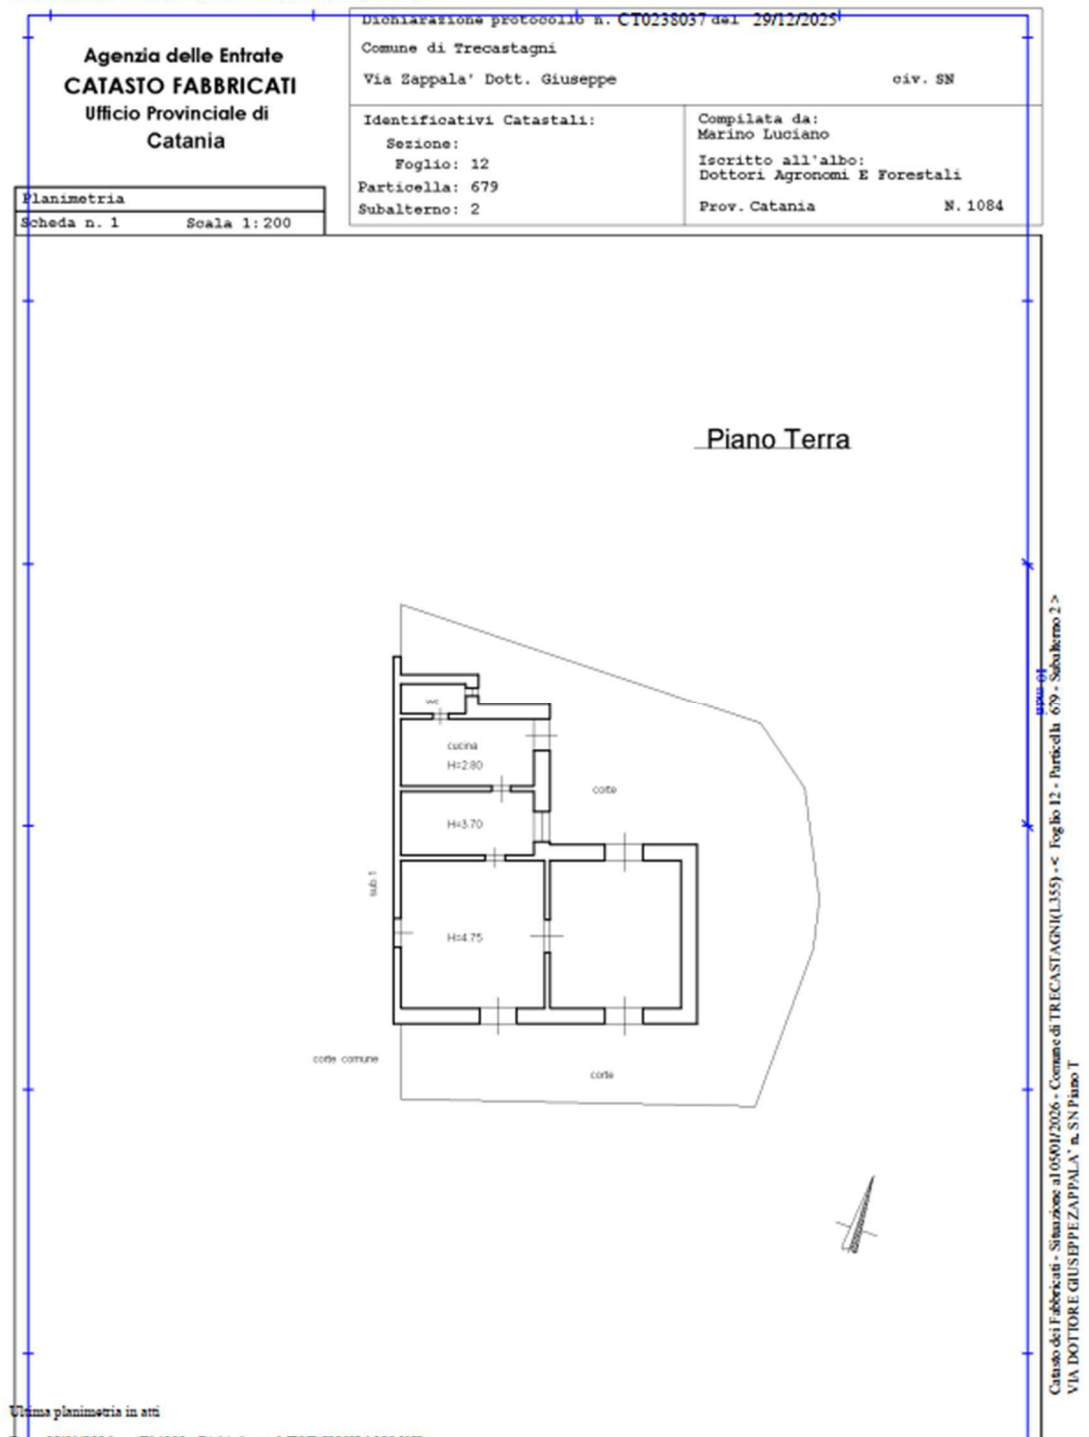 Dichiarazione protocollo n. CT0238037 del 29/12/2025
Comune di Trecastagni
Via Zappala' Dott. Giuseppe civ. SN
Agenzia delle Entrate
CATASTO FABBRICATI
Ufficio Provinciale di
Catania
Identificativi Catastali:
Sezione:
Foglio: 12
Particella: 679
Subalterno: 2
Compilata da:
Marino Luciano
Iscritto all'albo:
Dottori Agronomi E Forestali
Prov. Catania N. 1084
Planimetria
Scheda n. 1 Scala 1:200
Piano Terra
wc
cucina
H=2.80
corte
H=3.70
sub 1
H=4.75
corte comune
corte
10 metri
Catasto dei Fabbricati - Situazione al 05/01/2026 - Comune di TRECASTAGNI(L355) - < Foglio 12 - Particella 679 - Subalterno 2 >
VIA DOTTORE GIUSEPPE ZAPPALA` n. SN Piano T
Ultima planimetria in atti